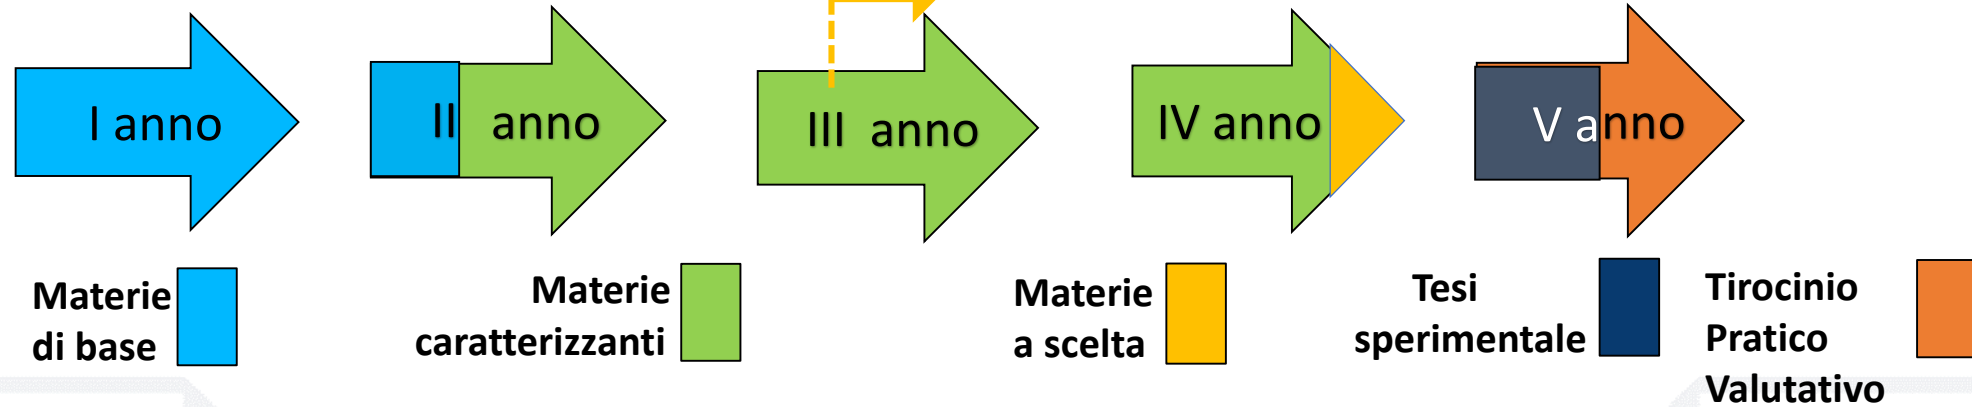 I anno
II anno
III anno
IV anno
V anno
Materie
di base
Materie
caratterizzanti
Materie
a scelta
Tesi
sperimentale
Tirocinio
Pratico
Valutativo